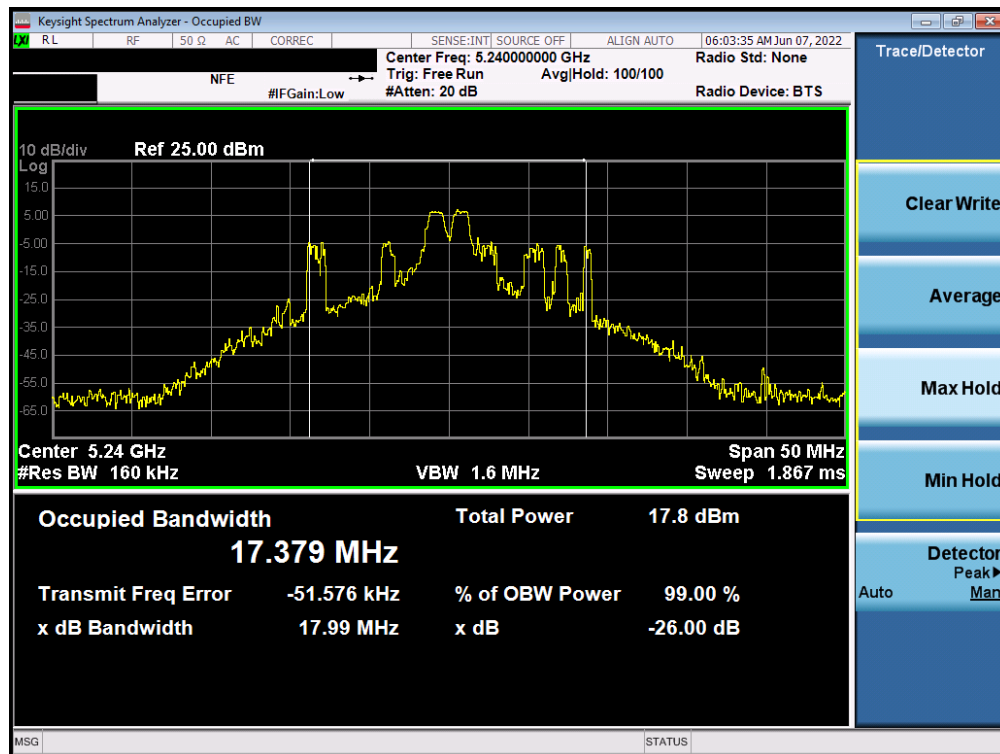 Keysight Spectrum Analyzer - Occupied BW
LXI RL RF 50 Ω AC CORREC SENSE:INT SOURCE OFF ALIGN AUTO 06:03:35 AM Jun 07, 2022
Center Freq: 5.240000000 GHz Radio Std: None
NFE Trig: Free Run Avg|Hold: 100/100
#IFGain:Low #Atten: 20 dB Radio Device: BTS
10 dB/div Ref 25.00 dBm
Log
15.0
5.00
-5.00
-15.0
-25.0
-35.0
-45.0
-55.0
-65.0
Center 5.24 GHz Span 50 MHz
#Res BW 160 kHz VBW 1.6 MHz Sweep 1.867 ms
Occupied Bandwidth Total Power 17.8 dBm
17.379 MHz
Transmit Freq Error -51.576 kHz % of OBW Power 99.00 %
x dB Bandwidth 17.99 MHz x dB -26.00 dB
MSG STATUS
Trace/Detector
Clear Write
Average
Max Hold
Min Hold
Detector
Peak▶
Auto Man